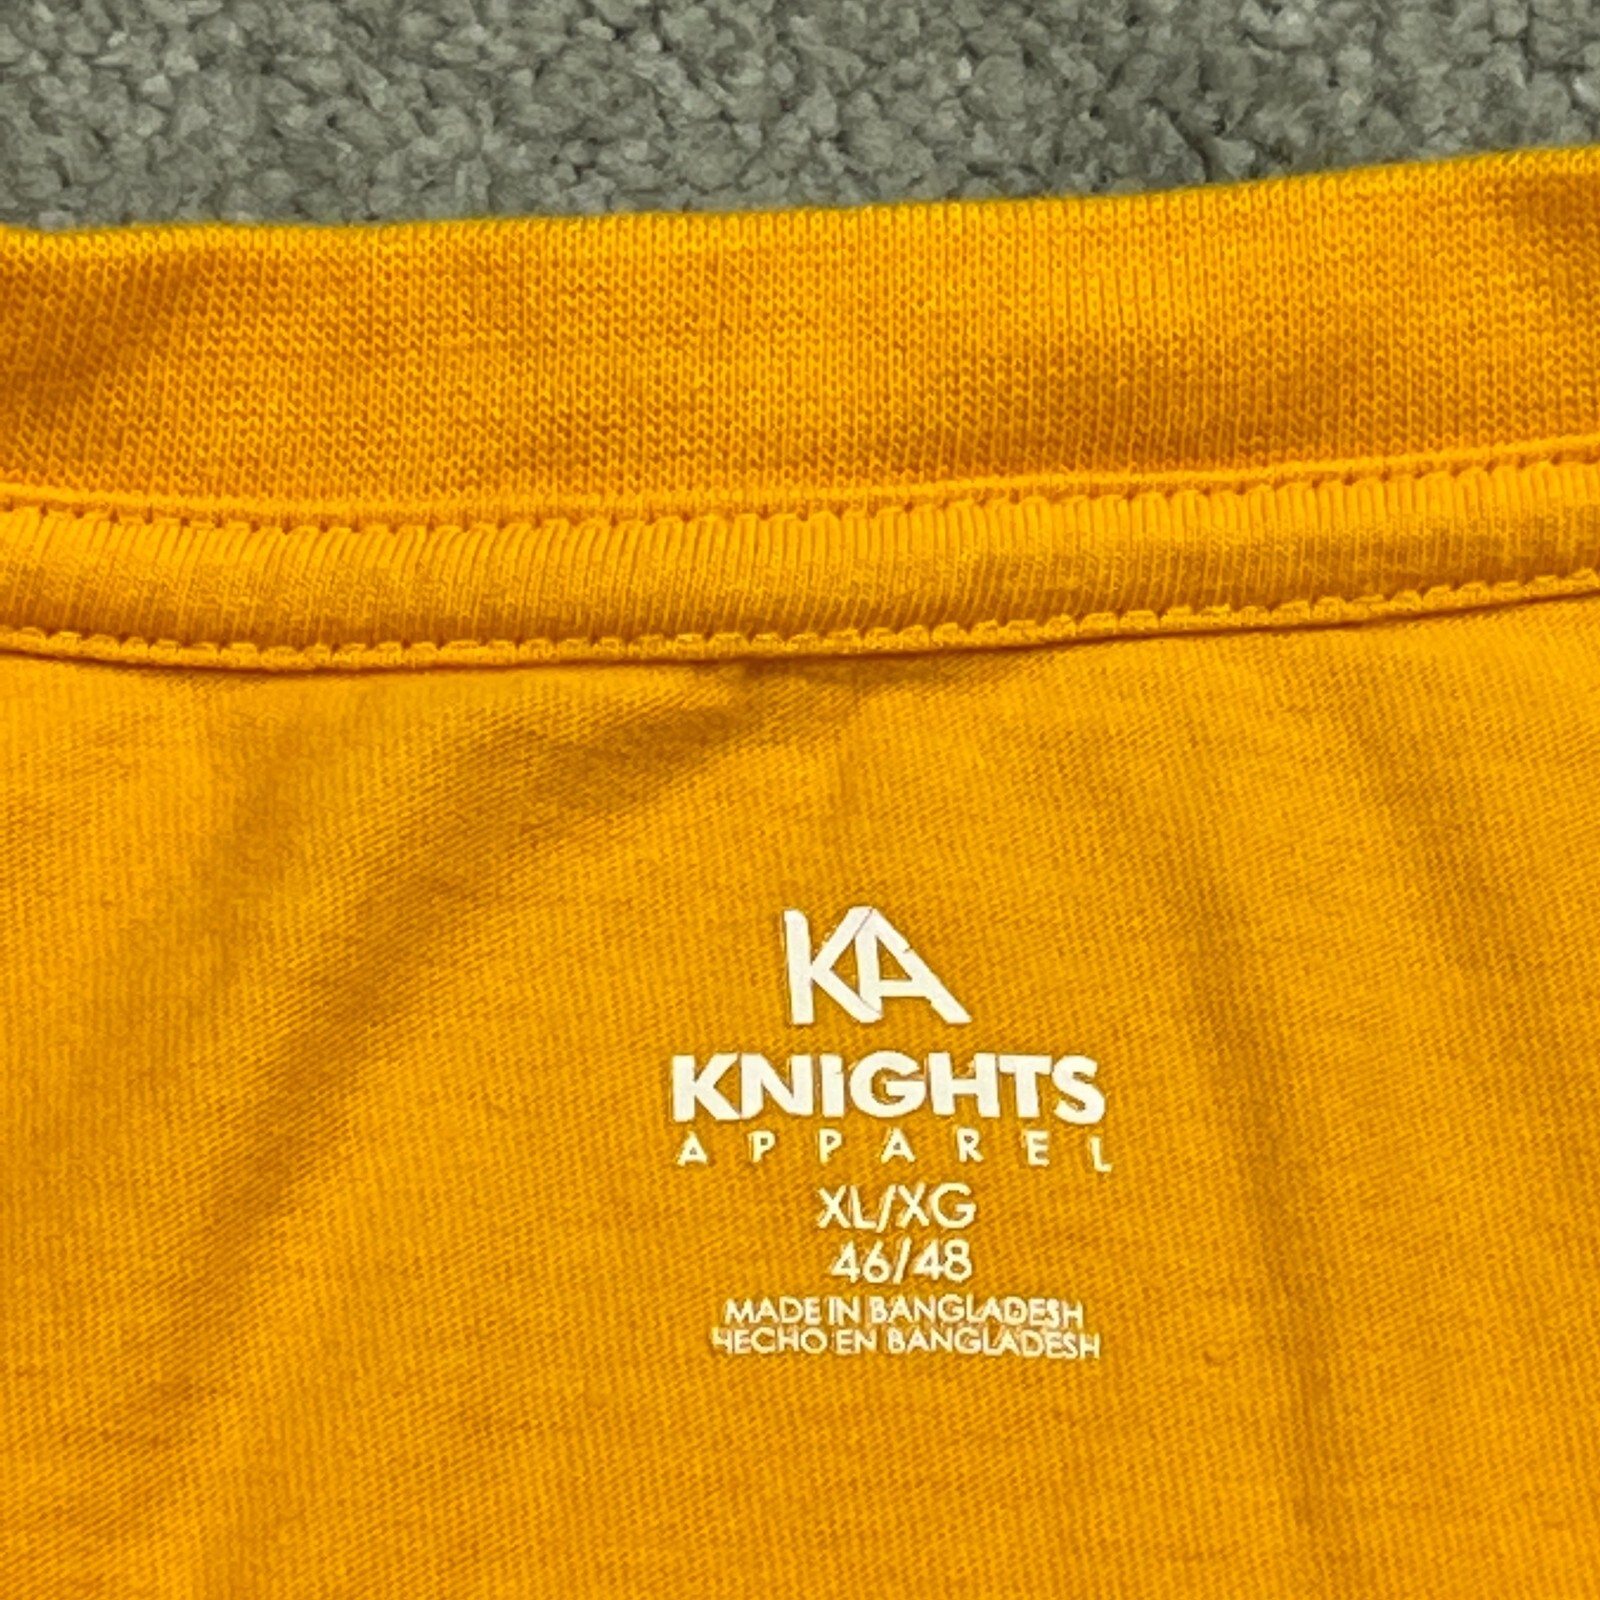 KA
KNIGHTS
APPAREL
XL/XG
46/48
MADE IN BANGLADESH
HECHO EN BANGLADESH